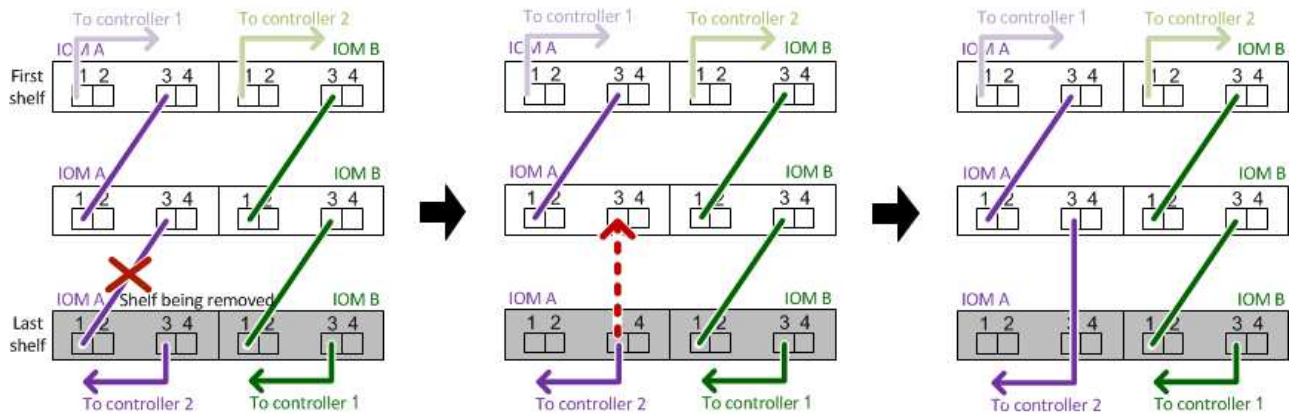 To controller 1 To controller 2 To controller 1 To controller 2 To controller 1 To controller 2
IOM A IOM B IOM A IOM B IOM A IOM B
First shelf 1 2 3 4 1 2 3 4 1 2 3 4 1 2 3 4 1 2 3 4 1 2 3 4
IOM A IOM B IOM A IOM B IOM A IOM B
1 2 3 4 1 2 3 4 1 2 3 4 1 2 3 4 1 2 3 4 1 2 3 4
IOM A Shelf being removed IOM B IOM A IOM B IOM A IOM B
Last shelf 1 2 3 4 1 2 3 4 1 2 4 1 2 3 4 1 2 3 4 1 2 3 4
To controller 2 To controller 1 To controller 2 To controller 1 To controller 2 To controller 1